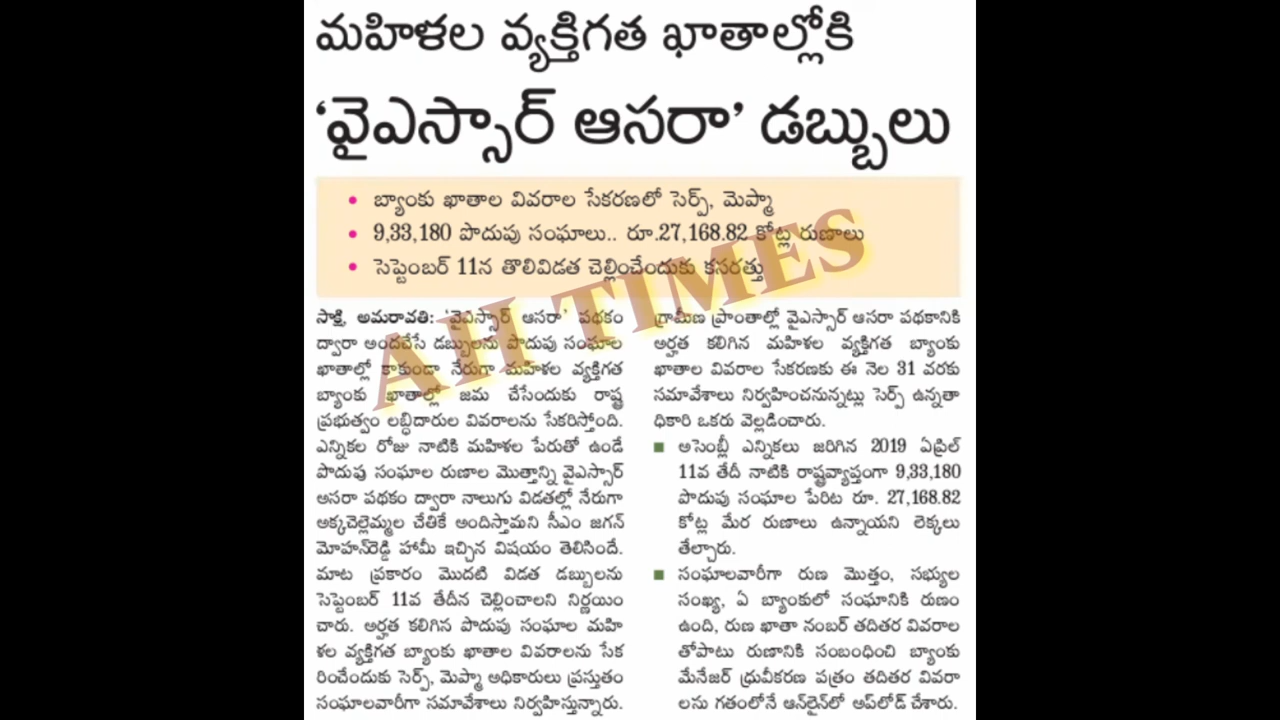 మహిళల వ్యక్తిగత ఖాతాల్లోకి
‘వైఎస్సార్ ఆసరా’ డబ్బులు
• బ్యాంకు ఖాతాల వివరాల సేకరణలో సెర్ప్, మెప్మా
• 9,33,180 పొదుపు సంఘాలు.. రూ.27,168.82 కోట్ల రుణాలు
• సెప్టెంబర్ 11న తొలివిడత చెల్లించేందుకు కసరత్తు
AH TIMES
సాక్షి, అమరావతి: ‘వైఎస్సార్ ఆసరా’ పథకం
ద్వారా అందచేసే డబ్బులను పొదుపు సంఘాల
ఖాతాల్లో కాకుండా నేరుగా మహిళల వ్యక్తిగత
బ్యాంకు ఖాతాల్లో జమ చేసేందుకు రాష్ట్ర
ప్రభుత్వం లబ్ధిదారుల వివరాలను సేకరిస్తోంది.
ఎన్నికల రోజు నాటికి మహిళల పేరుతో ఉండే
పొదుపు సంఘాల రుణాల మొత్తాన్ని వైఎస్సార్
అసరా పథకం ద్వారా నాలుగు విడతల్లో నేరుగా
అక్కచెల్లెమ్మల చేతికే అందిస్తామని సీఎం జగన్
మోహన్‌రెడ్డి హామీ ఇచ్చిన విషయం తెలిసిందే.
మాట ప్రకారం మొదటి విడత డబ్బులను
సెప్టెంబర్ 11వ తేదీన చెల్లించాలని నిర్ణయిం
చారు. అర్హత కలిగిన పొదుపు సంఘాల మహి
ళల వ్యక్తిగత బ్యాంకు ఖాతాల వివరాలను సేక
రించేందుకు సెర్ప్, మెప్మా అధికారులు ప్రస్తుతం
సంఘాలవారీగా సమావేశాలు నిర్వహిస్తున్నారు.
గ్రామీణ ప్రాంతాల్లో వైఎస్సార్ ఆసరా పథకానికి
అర్హత కలిగిన మహిళల వ్యక్తిగత బ్యాంకు
ఖాతాల వివరాల సేకరణకు ఈ నెల 31 వరకు
సమావేశాలు నిర్వహించనున్నట్లు సెర్ప్ ఉన్నతా
ధికారి ఒకరు వెల్లడించారు.
■ అసెంబ్లీ ఎన్నికలు జరిగిన 2019 ఏప్రిల్
11వ తేదీ నాటికి రాష్ట్రవ్యాప్తంగా 9,33,180
పొదుపు సంఘాల పేరిట రూ. 27,168.82
కోట్ల మేర రుణాలు ఉన్నాయని లెక్కలు
తేల్చారు.
■ సంఘాలవారీగా రుణ మొత్తం, సభ్యుల
సంఖ్య, ఏ బ్యాంకులో సంఘానికి రుణం
ఉంది, రుణ ఖాతా నంబర్ తదితర వివరాల
తోపాటు రుణానికి సంబంధించి బ్యాంకు
మేనేజర్ ధ్రువీకరణ పత్రం తదితర వివరా
లను గతంలోనే ఆన్‌లైన్‌లో అప్‌లోడ్ చేశారు.